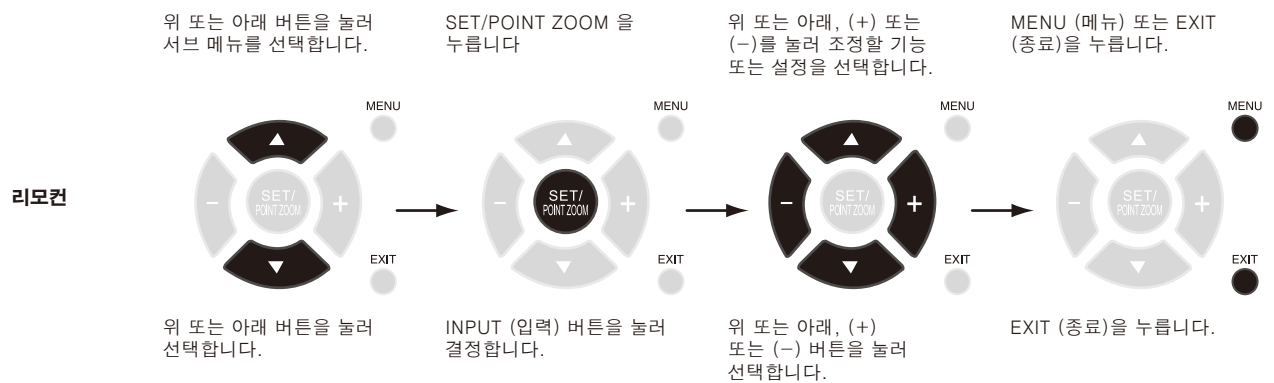 위 또는 아래 버튼을 눌러
서브 메뉴를 선택합니다.
SET/POINT ZOOM 을
누릅니다
위 또는 아래, (+) 또는
(−)를 눌러 조정할 기능
또는 설정을 선택합니다.
MENU (메뉴) 또는 EXIT
(종료)을 누릅니다.
리모컨
MENU
−
SET/
POINT ZOOM
+
EXIT
MENU
−
SET/
POINT ZOOM
+
EXIT
MENU
−
SET/
POINT ZOOM
+
EXIT
MENU
−
SET/
POINT ZOOM
+
EXIT
위 또는 아래 버튼을 눌러
선택합니다.
INPUT (입력) 버튼을 눌러
결정합니다.
위 또는 아래, (+)
또는 (−) 버튼을 눌러
선택합니다.
EXIT (종료)을 누릅니다.